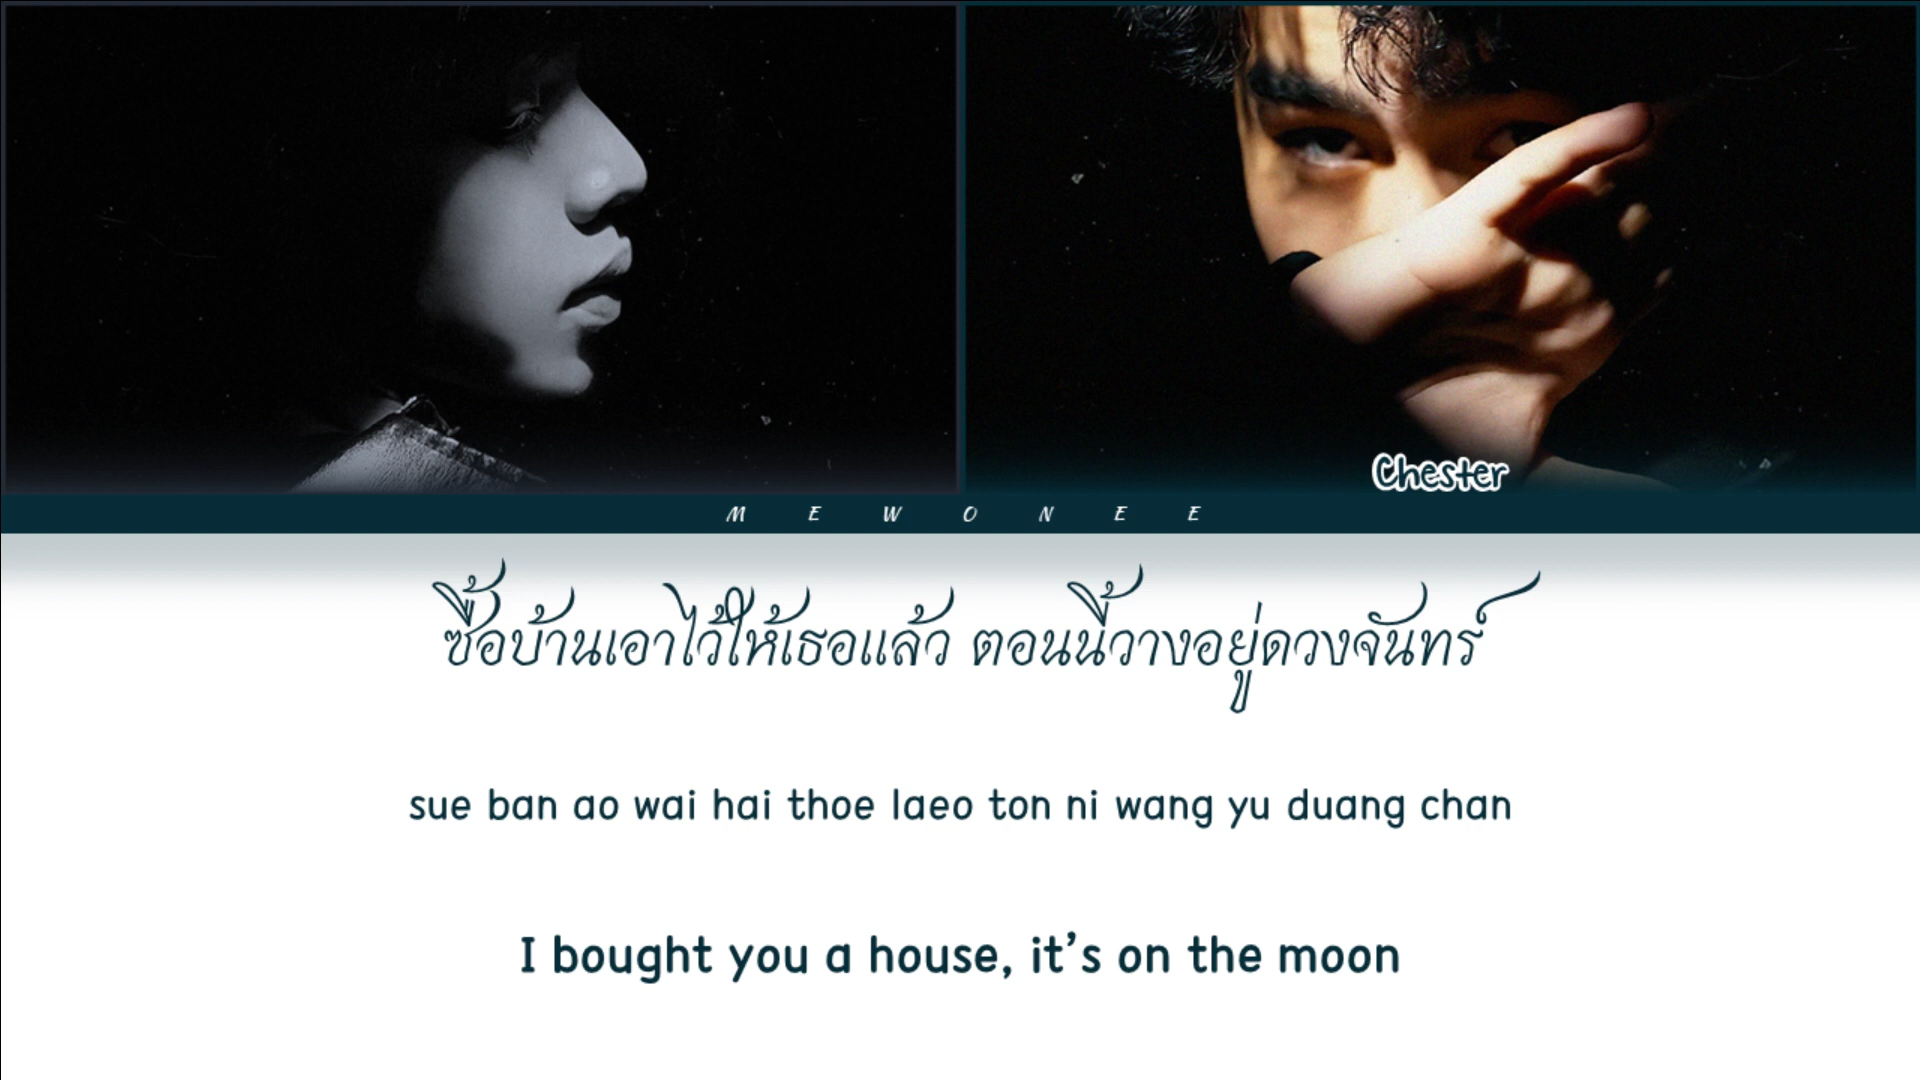 Chester
M E W O N E E
ซื้อบ้านเอาไว้ให้เธอแล้ว ตอนนี้วางอยู่ดวงจันทร์
sue ban ao wai hai thoe laeo ton ni wang yu duang chan
I bought you a house, it’s on the moon